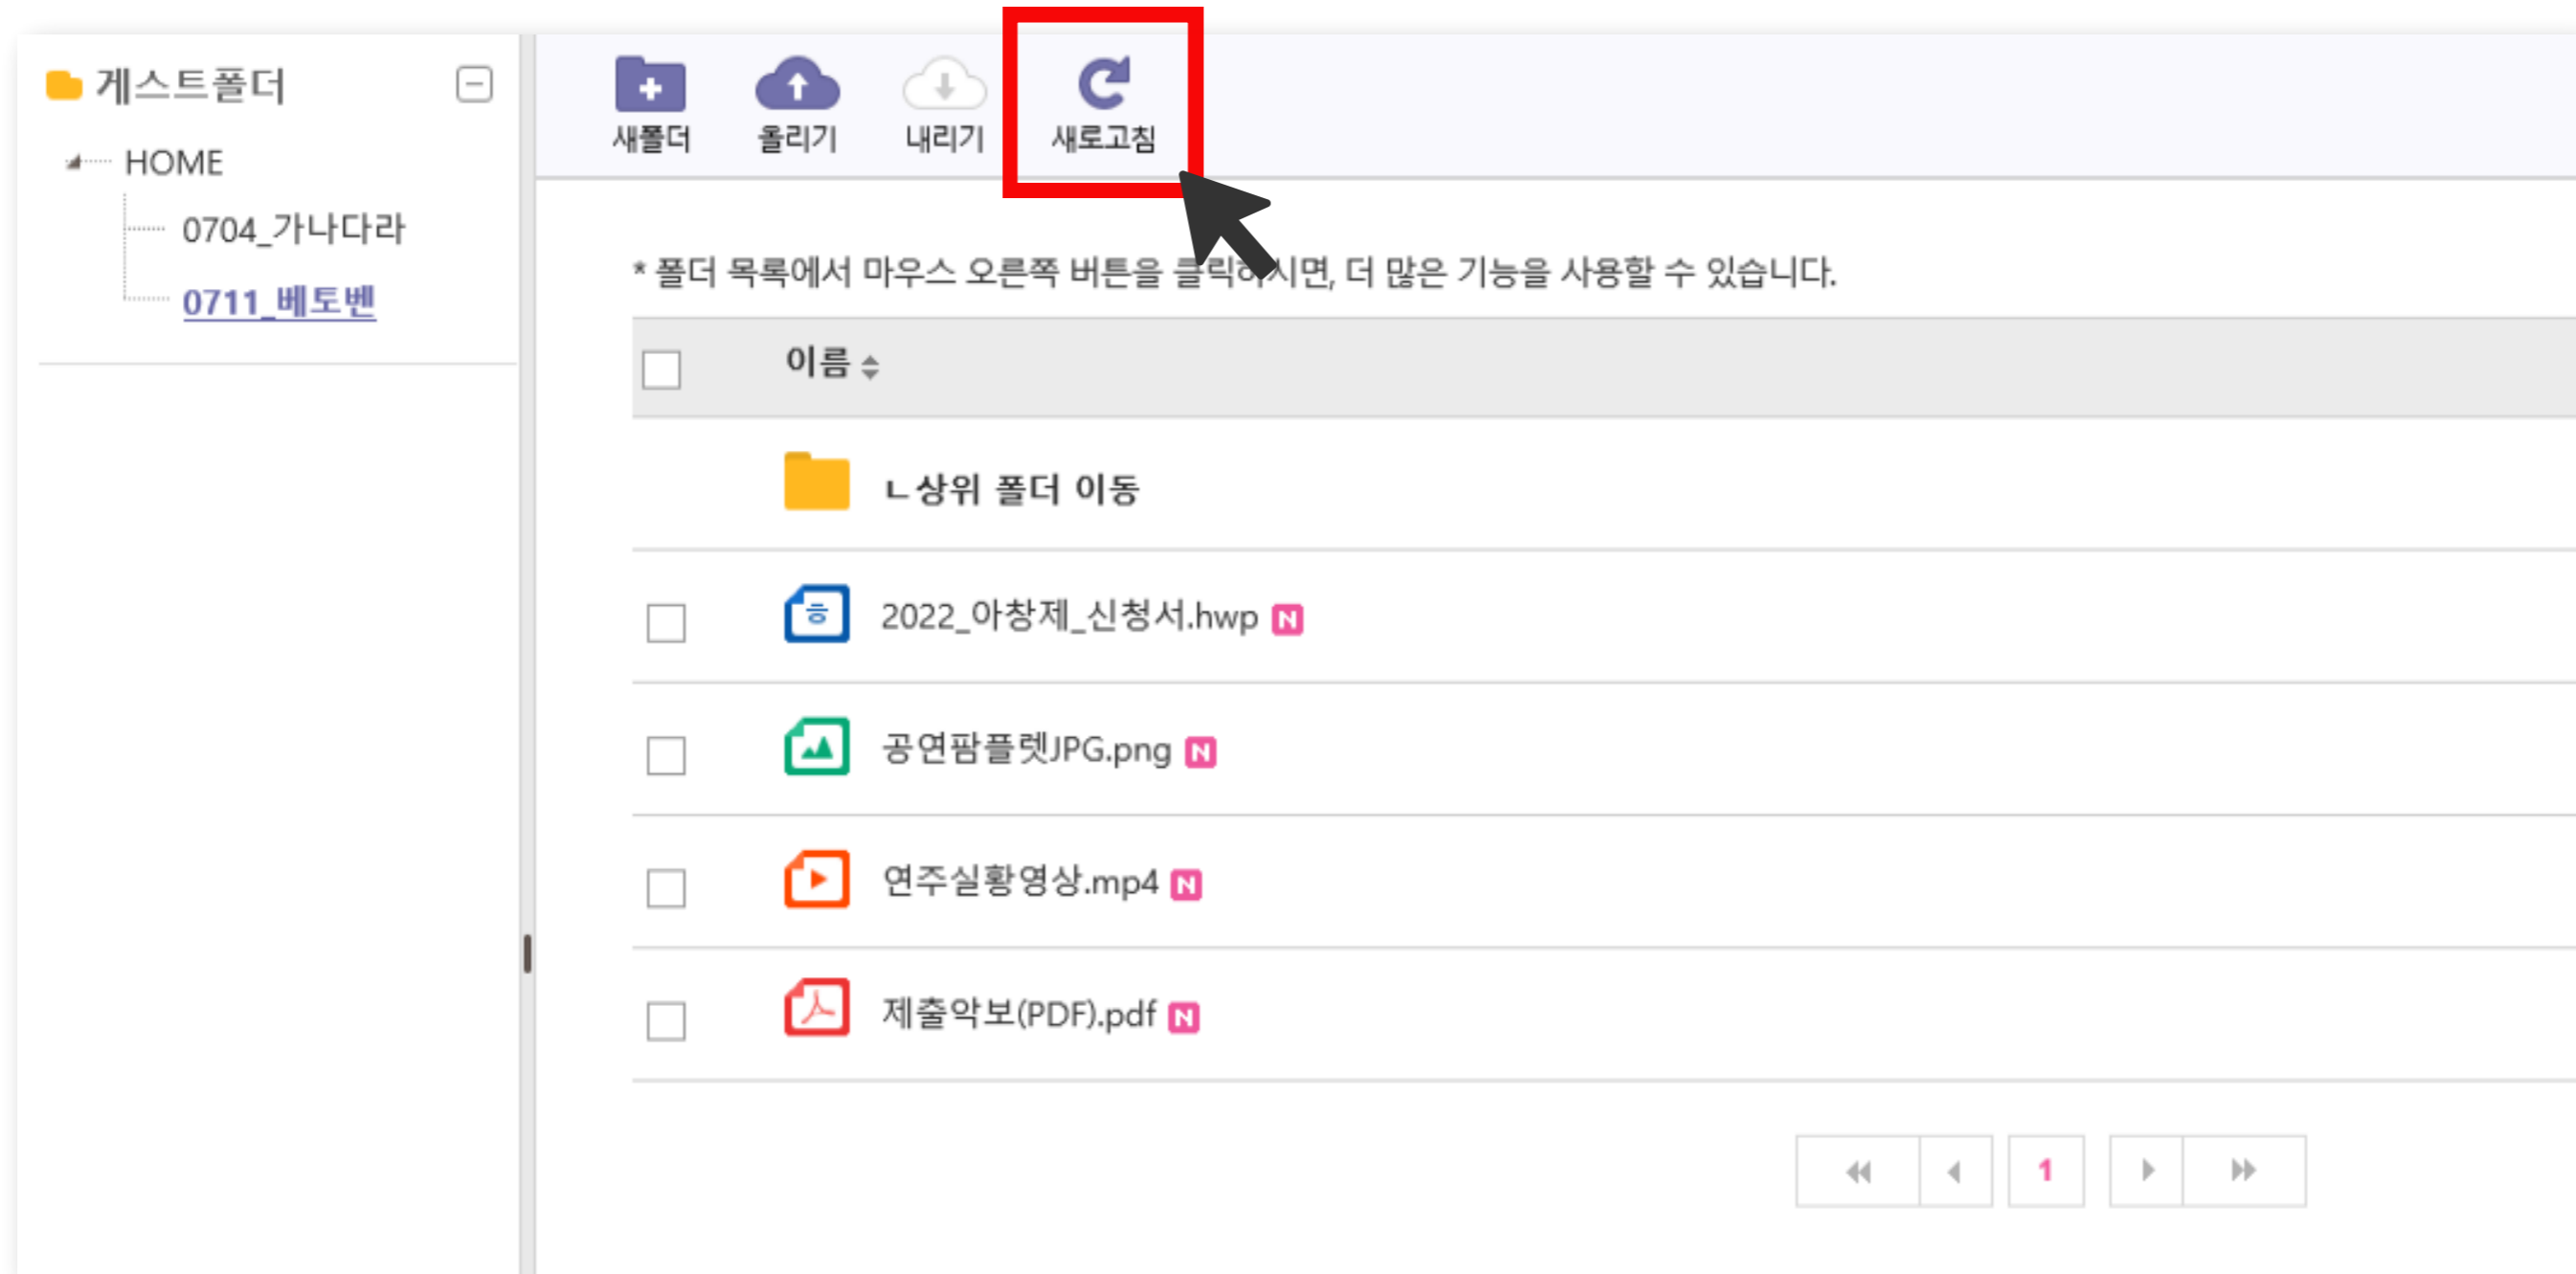 게스트폴더
HOME
0704_가나다라
0711_베토벤
새폴더 올리기 내리기 새로고침
* 폴더 목록에서 마우스 오른쪽 버튼을 클릭하시면, 더 많은 기능을 사용할 수 있습니다.
이름
ㄴ상위 폴더 이동
2022_아창제_신청서.hwp N
공연팜플렛JPG.png N
연주실황영상.mp4 N
제출악보(PDF).pdf N
1